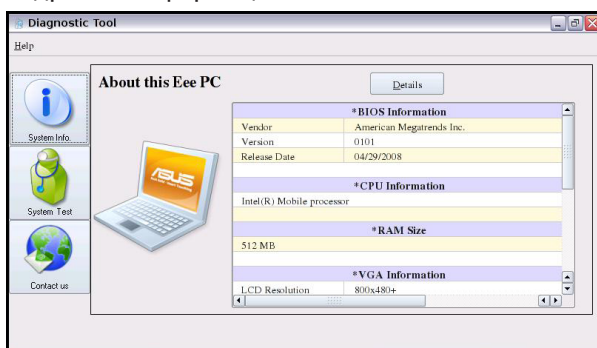 Diagnostic Tool
Help
System Info.
System Test
Contact us
About this Eee PC
Details
*BIOS Information
Vendor American Megatrends Inc.
Version 0101
Release Date 04/29/2008
*CPU Information
Intel(R) Mobile processor
*RAM Size
512 MB
*VGA Information
LCD Resolution 800x480+
ASUS